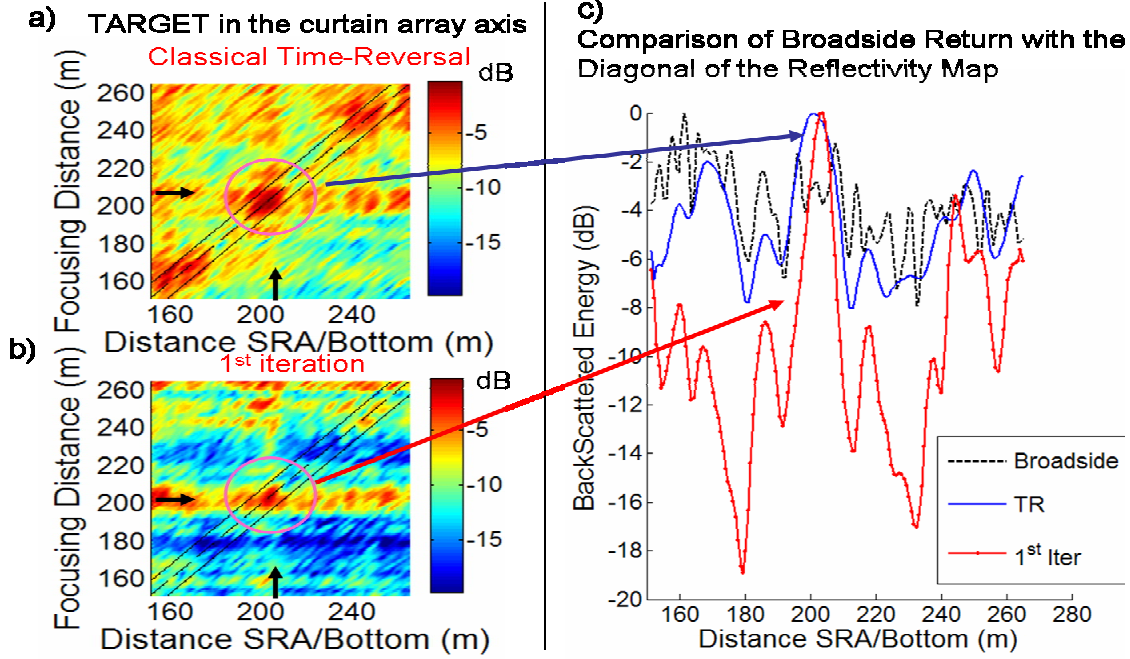 a)
TARGET in the curtain array axis
Classical Time-Reversal
dB
260
240
220
200
180
160
-5
-10
-15
Focusing Distance (m)
160
200
240
Distance SRA/Bottom (m)
b)
1st iteration
dB
260
240
220
200
180
160
-5
-10
-15
Focusing Distance (m)
160
200
240
Distance SRA/Bottom (m)
c)
Comparison of Broadside Return with the
Diagonal of the Reflectivity Map
0
-2
-4
-6
-8
-10
-12
-14
-16
-18
-20
BackScattered Energy (dB)
160
180
200
220
240
260
280
Distance SRA/Bottom (m)
Broadside
TR
1st Iter